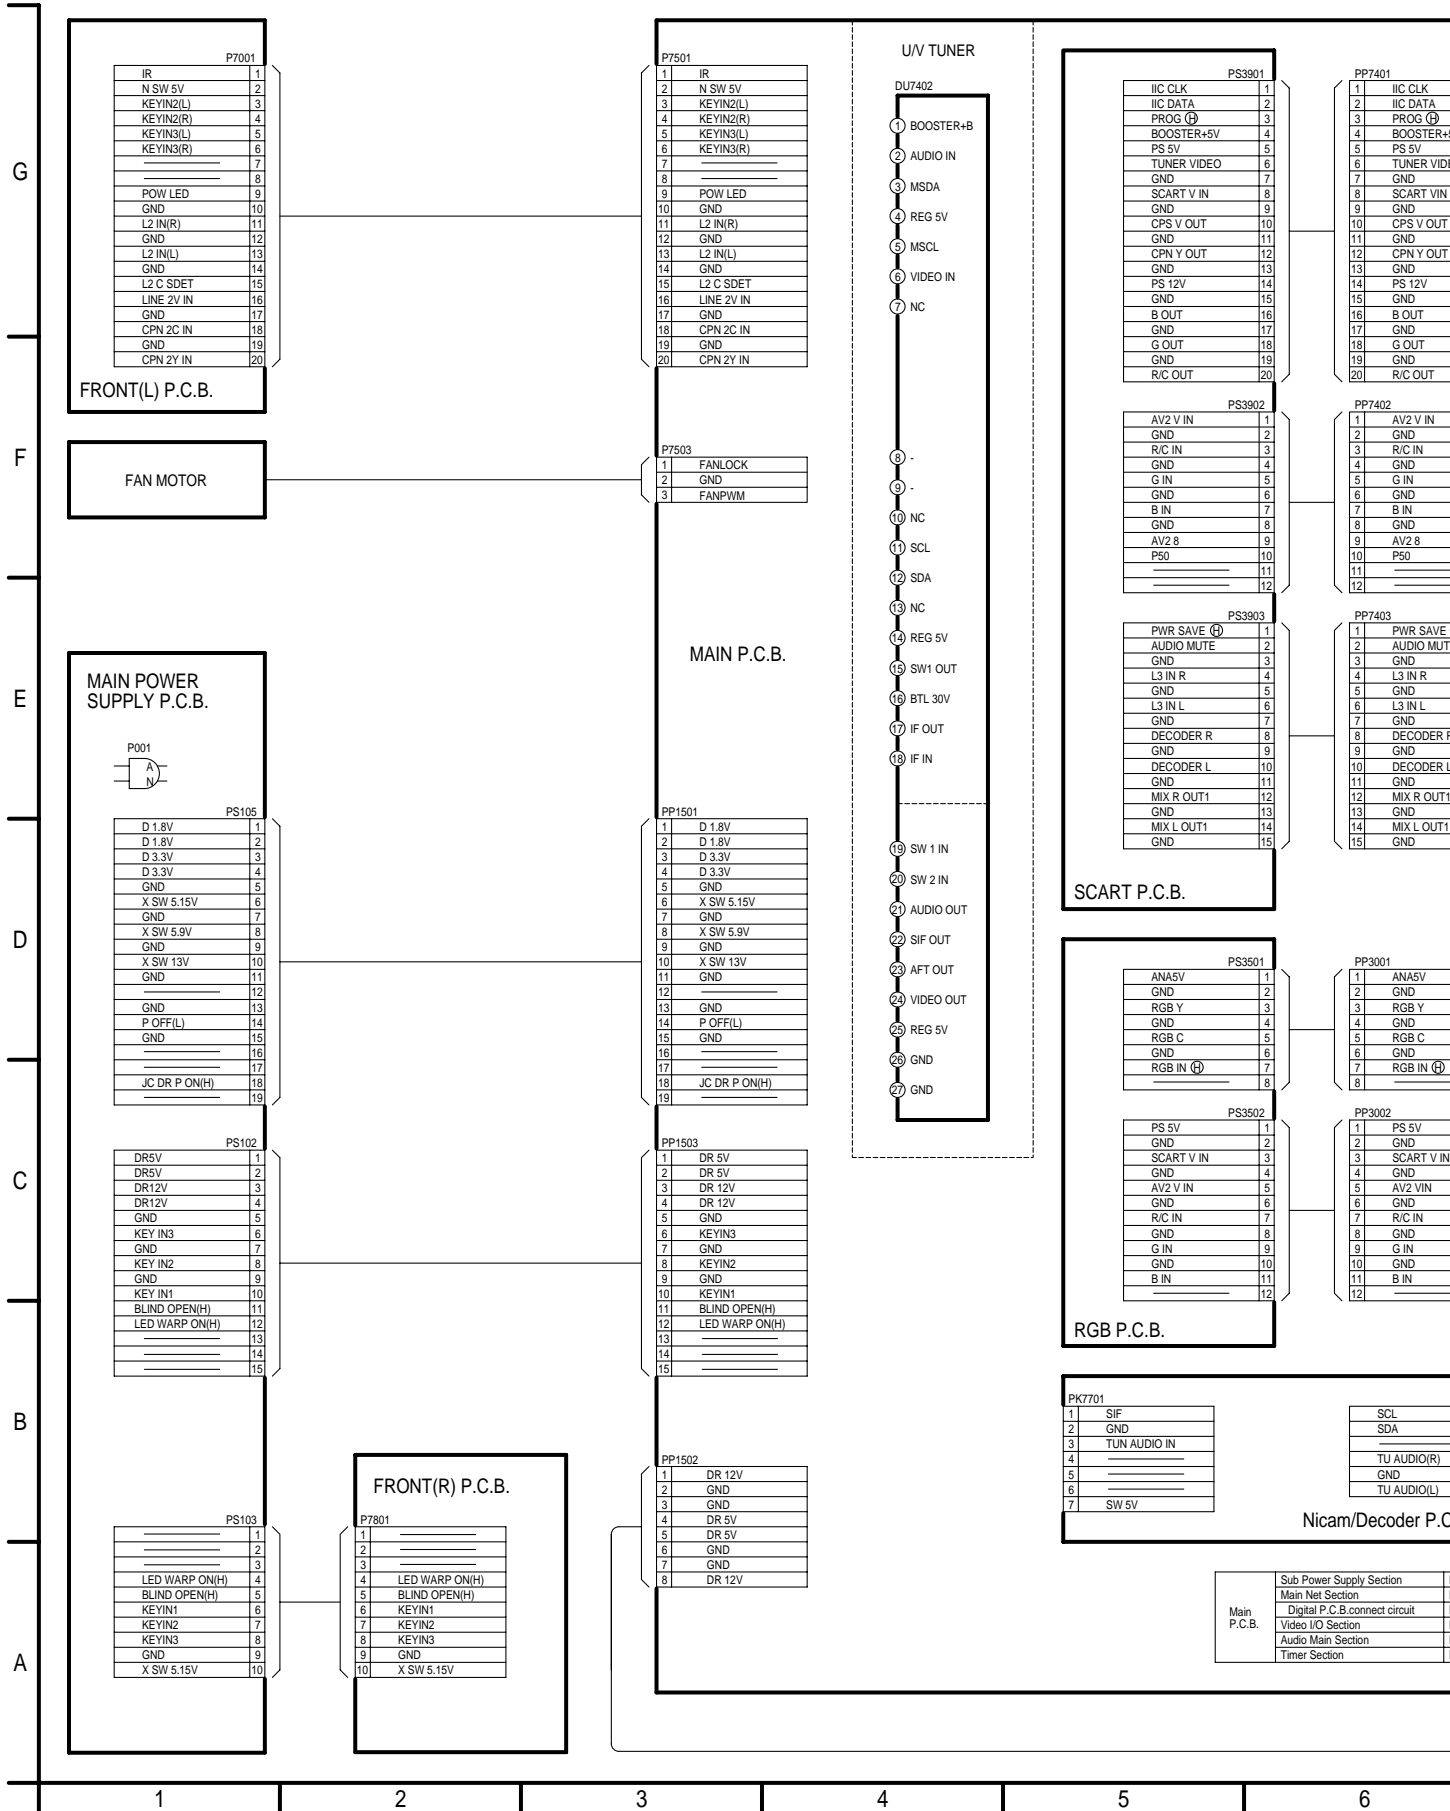 G
F
E
D
C
B
A
P7001
IR 1
N SW 5V 2
KEYIN2(L) 3
KEYIN2(R) 4
KEYIN3(L) 5
KEYIN3(R) 6
7
8
POW LED 9
GND 10
L2 IN(R) 11
GND 12
L2 IN(L) 13
GND 14
L2 C SDET 15
LINE 2V IN 16
GND 17
CPN 2C IN 18
GND 19
CPN 2Y IN 20
FRONT(L) P.C.B.
FAN MOTOR
MAIN POWER
SUPPLY P.C.B.
P001
A
N
PS105
D 1.8V 1
D 1.8V 2
D 3.3V 3
D 3.3V 4
GND 5
X SW 5.15V 6
GND 7
X SW 5.9V 8
GND 9
X SW 13V 10
GND 11
12
GND 13
P OFF(L) 14
GND 15
16
17
JC DR P ON(H) 18
19
PS102
DR5V 1
DR5V 2
DR12V 3
DR12V 4
GND 5
KEY IN3 6
GND 7
KEY IN2 8
GND 9
KEY IN1 10
BLIND OPEN(H) 11
LED WARP ON(H) 12
13
14
15
PS103
1
2
3
LED WARP ON(H) 4
BLIND OPEN(H) 5
KEYIN1 6
KEYIN2 7
KEYIN3 8
GND 9
X SW 5.15V 10
FRONT(R) P.C.B.
P7801
1
2
3
4 LED WARP ON(H)
5 BLIND OPEN(H)
6 KEYIN1
7 KEYIN2
8 KEYIN3
9 GND
10 X SW 5.15V
P7501
1 IR
2 N SW 5V
3 KEYIN2(L)
4 KEYIN2(R)
5 KEYIN3(L)
6 KEYIN3(R)
7
8
9 POW LED
10 GND
11 L2 IN(R)
12 GND
13 L2 IN(L)
14 GND
15 L2 C SDET
16 LINE 2V IN
17 GND
18 CPN 2C IN
19 GND
20 CPN 2Y IN
P7503
1 FANLOCK
2 GND
3 FANPWM
MAIN P.C.B.
PP1501
1 D 1.8V
2 D 1.8V
3 D 3.3V
4 D 3.3V
5 GND
6 X SW 5.15V
7 GND
8 X SW 5.9V
9 GND
10 X SW 13V
11 GND
12
13 GND
14 P OFF(L)
15 GND
16
17
18 JC DR P ON(H)
19
PP1503
1 DR 5V
2 DR 5V
3 DR 12V
4 DR 12V
5 GND
6 KEYIN3
7 GND
8 KEYIN2
9 GND
10 KEYIN1
11 BLIND OPEN(H)
12 LED WARP ON(H)
13
14
15
PP1502
1 DR 12V
2 GND
3 GND
4 DR 5V
5 DR 5V
6 GND
7 GND
8 DR 12V
U/V TUNER
DU7402
1 BOOSTER+B
2 AUDIO IN
3 MSDA
4 REG 5V
5 MSCL
6 VIDEO IN
7 NC
8 -
9 -
10 NC
11 SCL
12 SDA
13 NC
14 REG 5V
15 SW1 OUT
16 BTL 30V
17 IF OUT
18 IF IN
19 SW 1 IN
20 SW 2 IN
21 AUDIO OUT
22 SIF OUT
23 AFT OUT
24 VIDEO OUT
25 REG 5V
26 GND
27 GND
PS3901
IIC CLK 1
IIC DATA 2
PROG Ⓗ 3
BOOSTER+5V 4
PS 5V 5
TUNER VIDEO 6
GND 7
SCART V IN 8
GND 9
CPS V OUT 10
GND 11
CPN Y OUT 12
GND 13
PS 12V 14
GND 15
B OUT 16
GND 17
G OUT 18
GND 19
R/C OUT 20
PS3902
AV2 V IN 1
GND 2
R/C IN 3
GND 4
G IN 5
GND 6
B IN 7
GND 8
AV2 8 9
P50 10
11
12
PS3903
PWR SAVE Ⓗ 1
AUDIO MUTE 2
GND 3
L3 IN R 4
GND 5
L3 IN L 6
GND 7
DECODER R 8
GND 9
DECODER L 10
GND 11
MIX R OUT1 12
GND 13
MIX L OUT1 14
GND 15
SCART P.C.B.
PS3501
ANA5V 1
GND 2
RGB Y 3
GND 4
RGB C 5
GND 6
RGB IN Ⓗ 7
8
PS3502
PS 5V 1
GND 2
SCART V IN 3
GND 4
AV2 V IN 5
GND 6
R/C IN 7
GND 8
G IN 9
GND 10
B IN 11
12
RGB P.C.B.
PP7401
1 IIC CLK
2 IIC DATA
3 PROG Ⓗ
4 BOOSTER+5
5 PS 5V
6 TUNER VIDE
7 GND
8 SCART VIN
9 GND
10 CPS V OUT
11 GND
12 CPN Y OUT
13 GND
14 PS 12V
15 GND
16 B OUT
17 GND
18 G OUT
19 GND
20 R/C OUT
PP7402
1 AV2 V IN
2 GND
3 R/C IN
4 GND
5 G IN
6 GND
7 B IN
8 GND
9 AV2 8
10 P50
11
12
PP7403
1 PWR SAVE
2 AUDIO MUT
3 GND
4 L3 IN R
5 GND
6 L3 IN L
7 GND
8 DECODER R
9 GND
10 DECODER L
11 GND
12 MIX R OUT1
13 GND
14 MIX L OUT1
15 GND
PP3001
1 ANA5V
2 GND
3 RGB Y
4 GND
5 RGB C
6 GND
7 RGB IN Ⓗ
8
PP3002
1 PS 5V
2 GND
3 SCART V IN
4 GND
5 AV2 VIN
6 GND
7 R/C IN
8 GND
9 G IN
10 GND
11 B IN
12
PK7701
1 SIF
2 GND
3 TUN AUDIO IN
4
5
6
7 SW 5V
SCL
SDA
TU AUDIO(R)
GND
TU AUDIO(L)
Nicam/Decoder P.C
Main
P.C.B.
Sub Power Supply Section
Main Net Section
Digital P.C.B.connect circuit
Video I/O Section
Audio Main Section
Timer Section
1 2 3 4 5 6